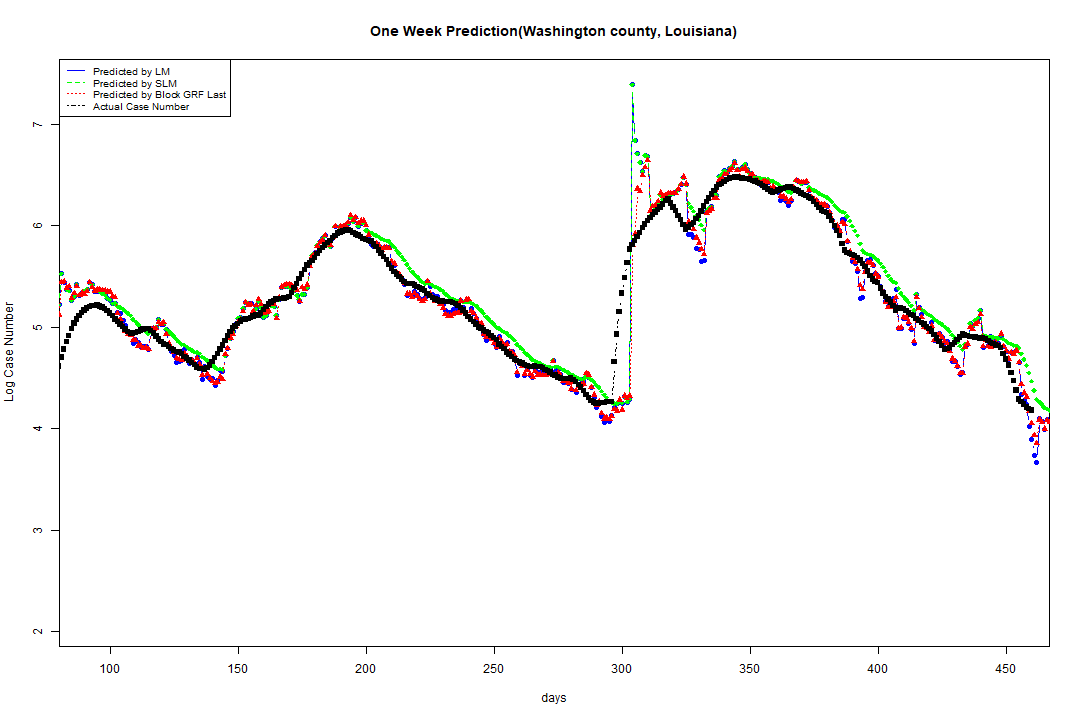 One Week Prediction(Washington county, Louisiana)
Predicted by LM
Predicted by SLM
Predicted by Block GRF Last
Actual Case Number
7
6
5
4
3
2
Log Case Number
100 150 200 250 300 350 400 450
days